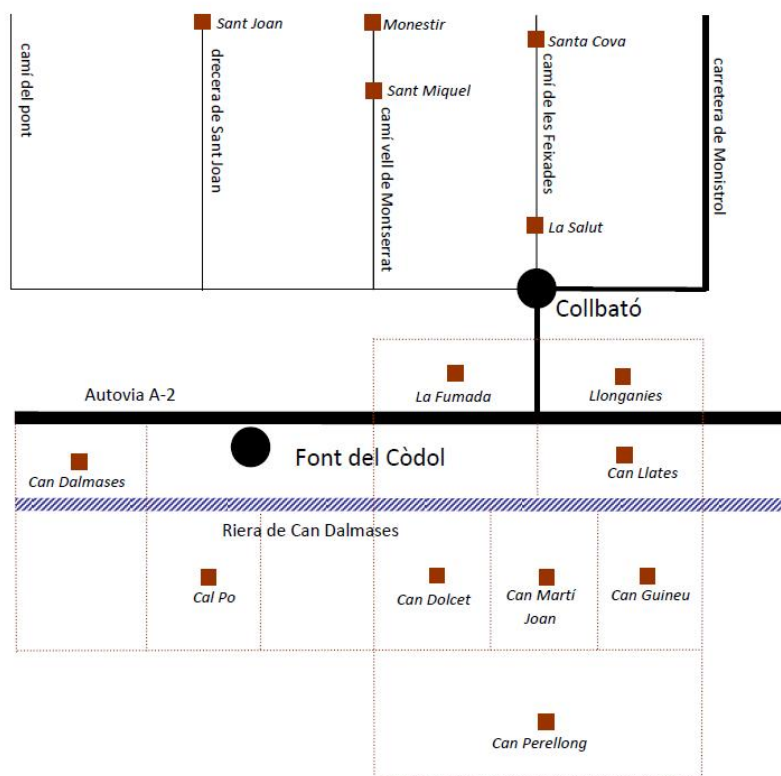 Sant Joan
Monestir
Santa Cova
camí del pont
drecera de Sant Joan
Sant Miquel
camí vell de Montserrat
camí de les Feixades
carretera de Monistrol
La Salut
Collbató
La Fumada
Llonganies
Autovia A-2
Font del Còdol
Can Dalmases
Can Llates
Riera de Can Dalmases
Cal Po
Can Dolcet
Can Martí
Joan
Can Guineu
Can Perellong